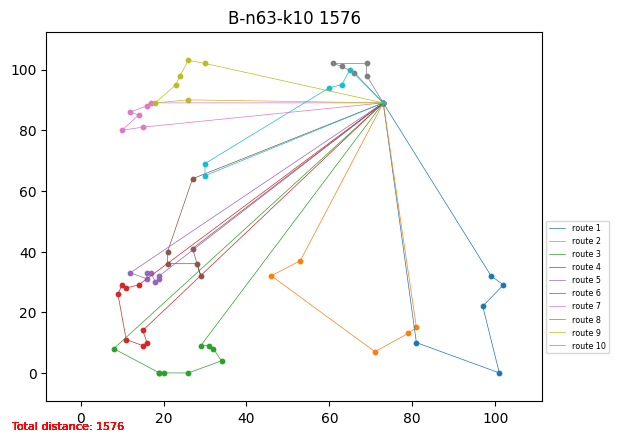 B-n63-k10 1576
100
80
60
40
20
0
0
20
40
60
80
100
route 1
route 2
route 3
route 4
route 5
route 6
route 7
route 8
route 9
route 10
Total distance: 1576